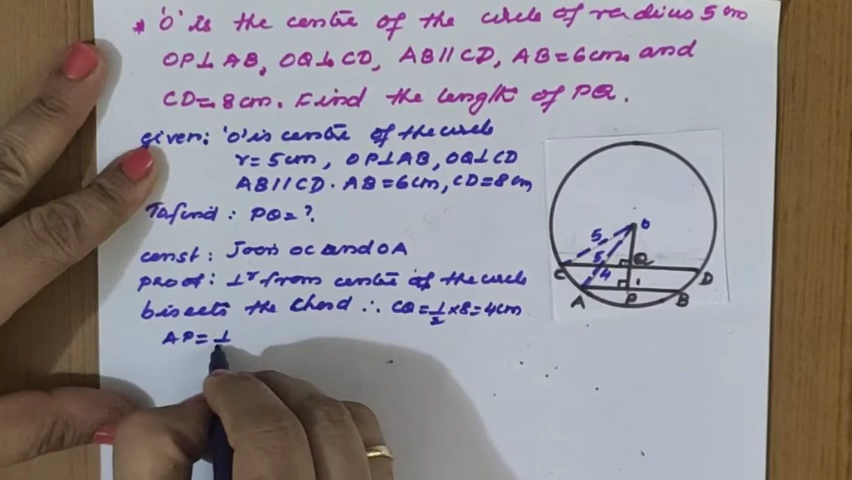 * 'O' is the centre of the circle of radius 5 cm
OP⊥AB, OQ⊥CD, AB//CD, AB=6cm and
CD=8cm. Find the length of PQ.
given: 'O' is centre of the circle
r=5cm, OP⊥AB, OQ⊥CD
AB//CD. AB=6cm, CD=8cm
To find: PQ=?
const: Join OC and OA
proof: ⊥r from centre of the circle
bisects the chord ∴ CQ=1/2×8=4cm
AP=1
O
5
5
C
Q
D
4
A
P
B